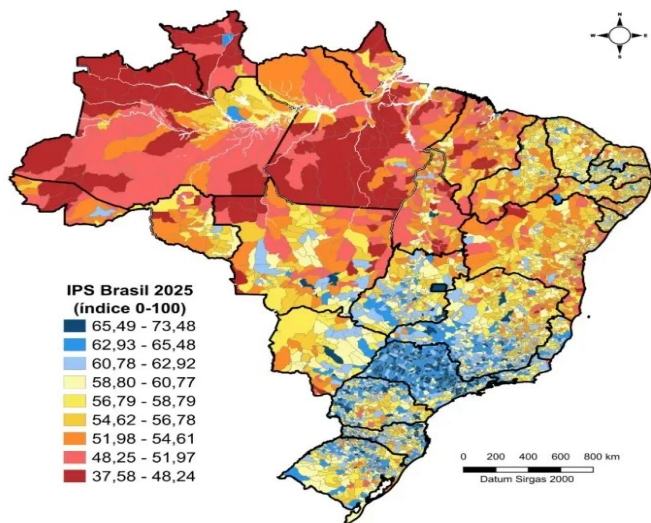 N
W E
S
IPS Brasil 2025
(índice 0-100)
65,49 - 73,48
62,93 - 65,48
60,78 - 62,92
58,80 - 60,77
56,79 - 58,79
54,62 - 56,78
51,98 - 54,61
48,25 - 51,97
37,58 - 48,24
0 200 400 600 800 km
Datum Sirgas 2000